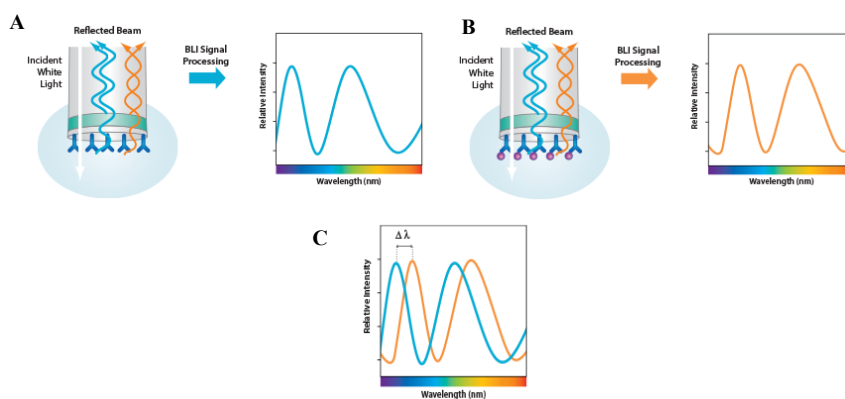 A
Reflected Beam
Incident
White
Light
BLI Signal
Processing
Relative Intensity
Wavelength (nm)
B
Reflected Beam
Incident
White
Light
BLI Signal
Processing
Relative Intensity
Wavelength (nm)
C
Δ λ
Relative Intensity
Wavelength (nm)